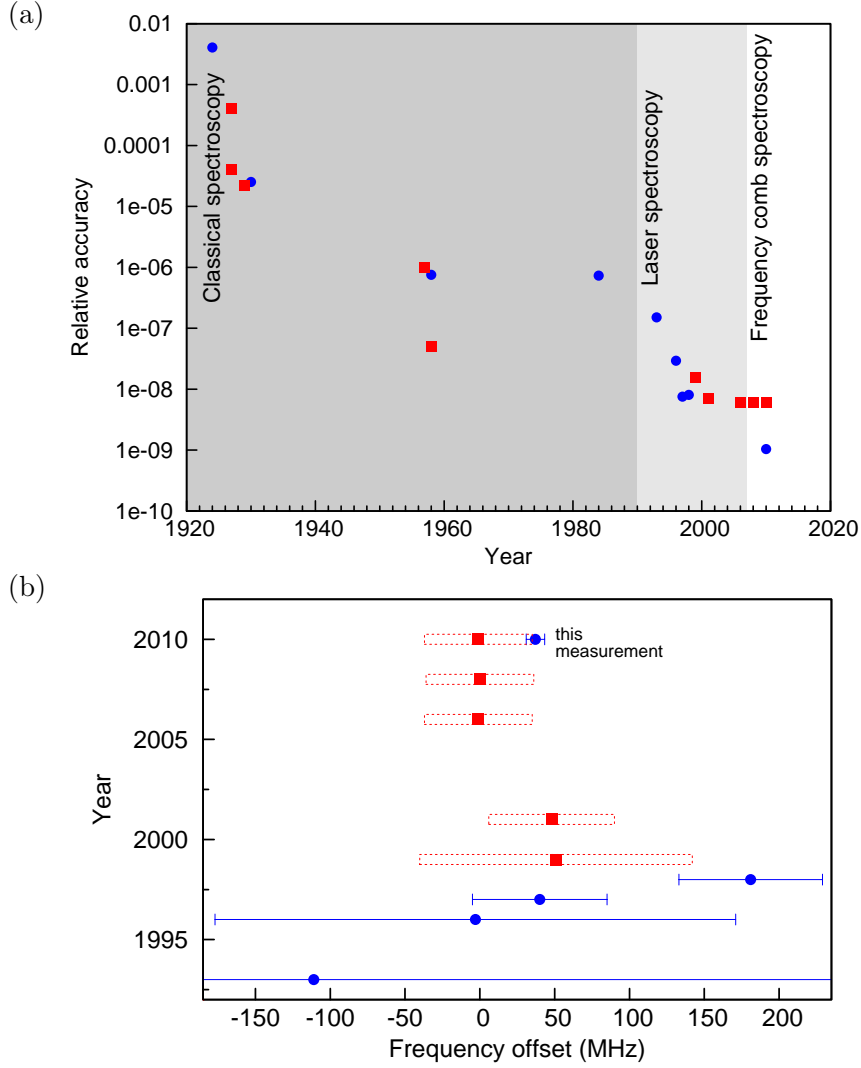 (a)
0.01
0.001
0.0001
1e-05
1e-06
1e-07
1e-08
1e-09
1e-10
Relative accuracy
Classical spectroscopy
Laser spectroscopy
Frequency comb spectroscopy
1920 1940 1960 1980 2000 2020
Year
(b)
2010
2005
2000
1995
Year
this
measurement
-150 -100 -50 0 50 100 150 200
Frequency offset (MHz)